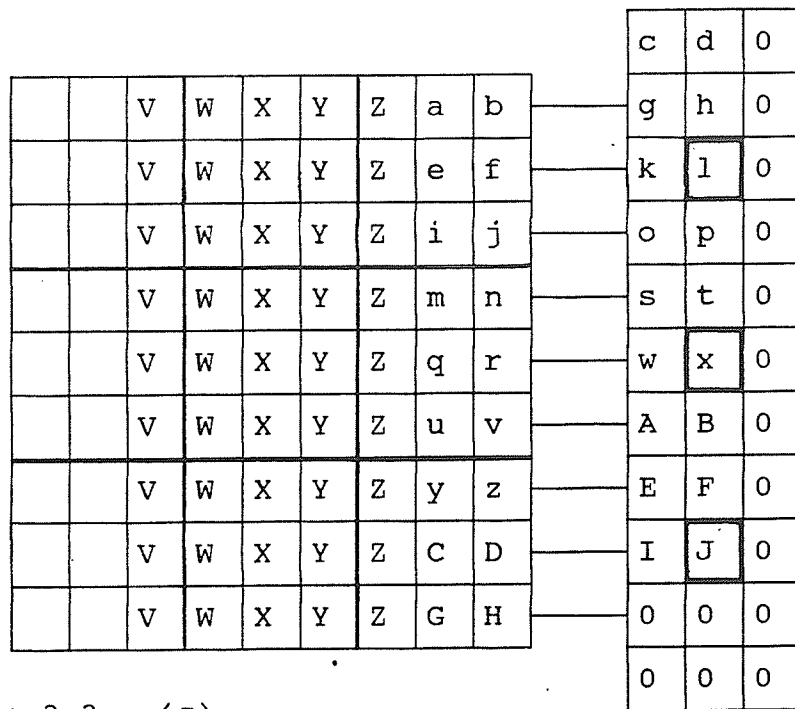 c d 0
V W X Y Z a b g h 0
V W X Y Z e f k l 0
V W X Y Z i j o p 0
V W X Y Z m n s t 0
V W X Y Z q r w x 0
V W X Y Z u v A B 0
V W X Y Z y z E F 0
V W X Y Z C D I J 0
V W X Y Z G H 0 0 0
0 0 0